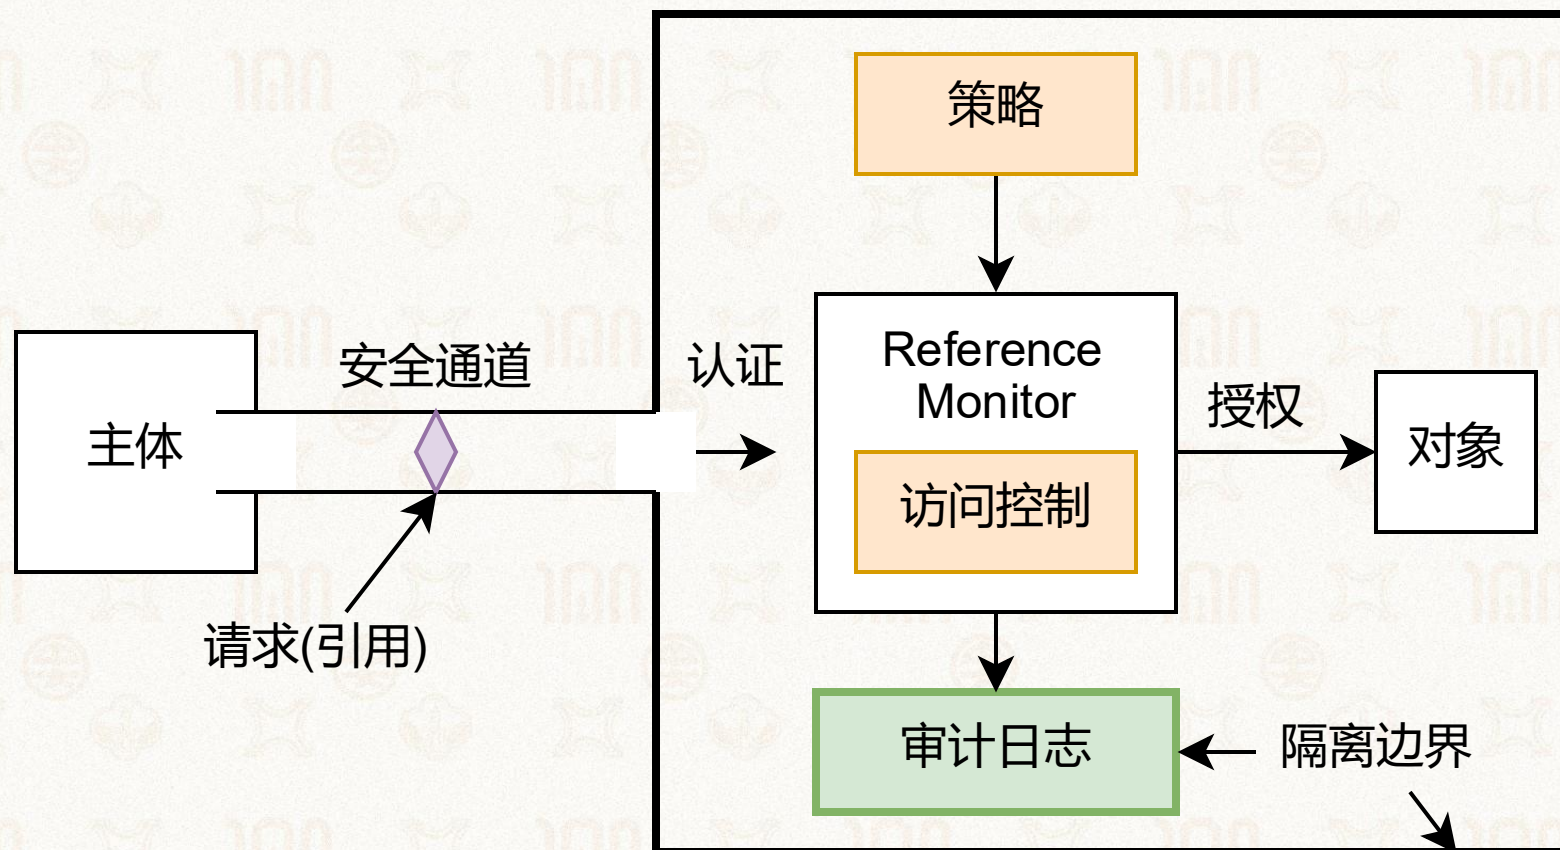 策略
安全通道
认证
Reference
Monitor
授权
主体
对象
访问控制
请求(引用)
审计日志
隔离边界